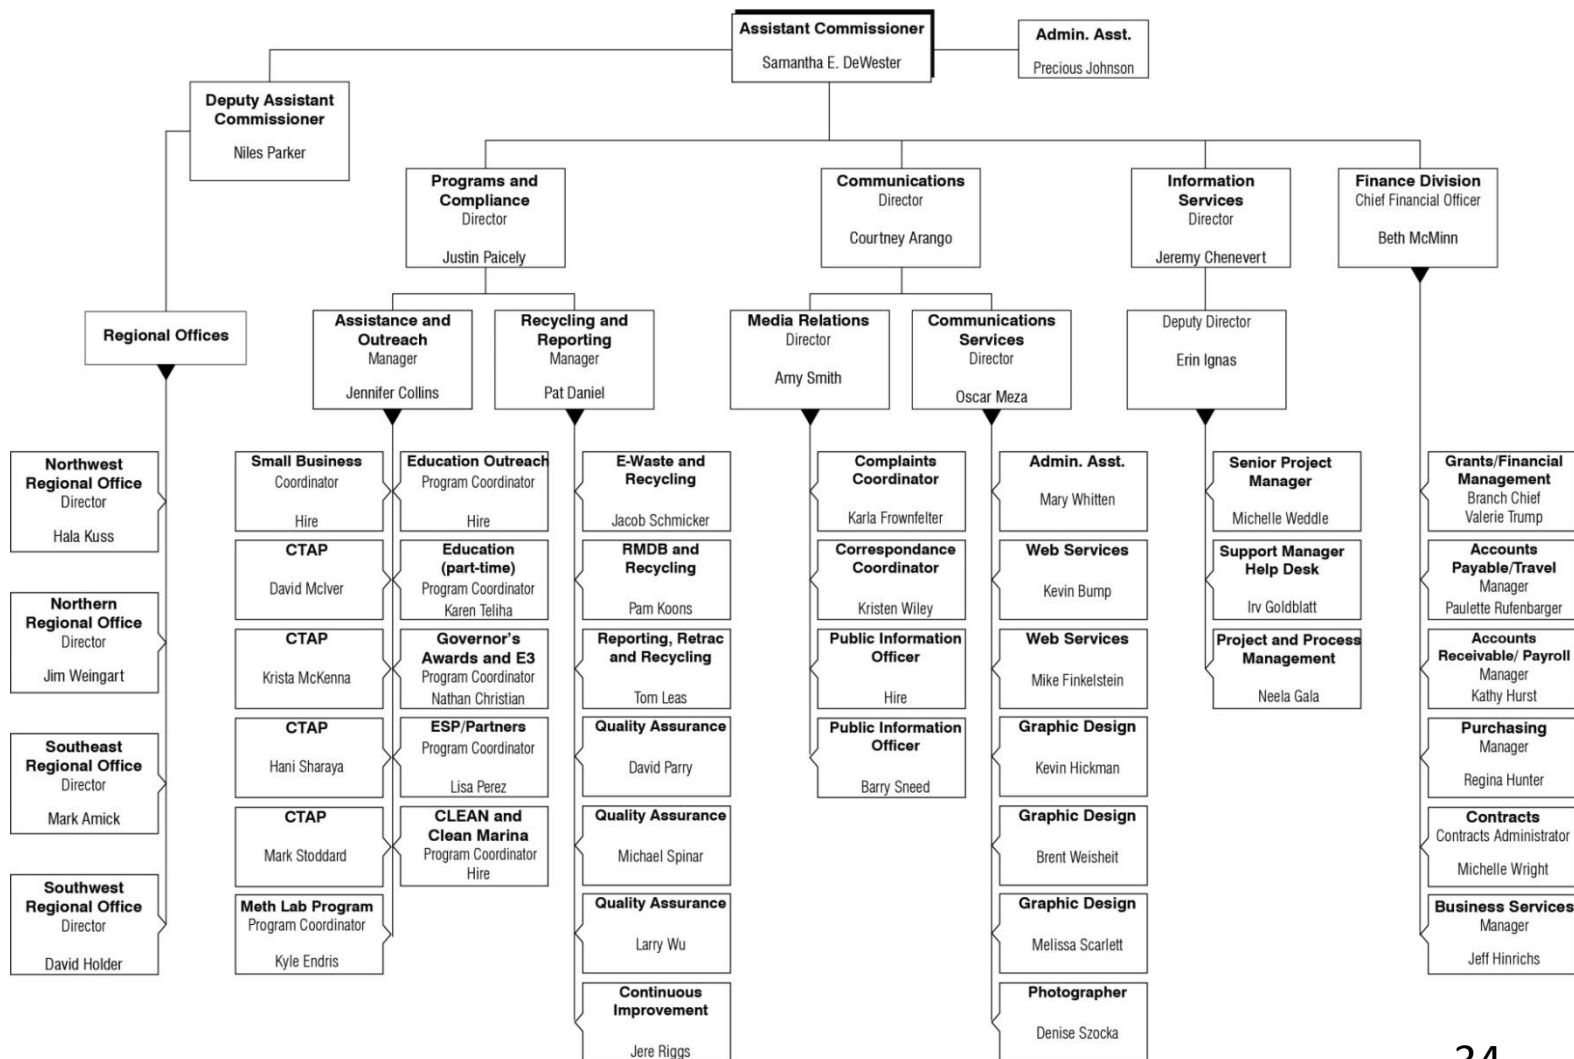 Assistant Commissioner
Samantha E. DeWester
Admin. Asst.
Precious Johnson
Deputy Assistant
Commissioner
Niles Parker
Programs and
Compliance
Director
Justin Paicely
Communications
Director
Courtney Arango
Information
Services
Director
Jeremy Chenevert
Finance Division
Chief Financial Officer
Beth McMinn
Regional Offices
Assistance and
Outreach
Manager
Jennifer Collins
Recycling and
Reporting
Manager
Pat Daniel
Media Relations
Director
Amy Smith
Communications
Services
Director
Oscar Meza
Deputy Director
Erin Ignas
Northwest
Regional Office
Director
Hala Kuss
Northern
Regional Office
Director
Jim Weingart
Southeast
Regional Office
Director
Mark Amick
Southwest
Regional Office
Director
David Holder
Small Business
Coordinator
Hire
CTAP
David McIver
CTAP
Krista McKenna
CTAP
Hani Sharaya
CTAP
Mark Stoddard
Meth Lab Program
Program Coordinator
Kyle Endris
Education Outreach
Program Coordinator
Hire
Education
(part-time)
Program Coordinator
Karen Teliha
Governor's
Awards and E3
Program Coordinator
Nathan Christian
ESP/Partners
Program Coordinator
Lisa Perez
CLEAN and
Clean Marina
Program Coordinator
Hire
E-Waste and
Recycling
Jacob Schmicker
RMDB and
Recycling
Pam Koons
Reporting, Retrac
and Recycling
Tom Leas
Quality Assurance
David Parry
Quality Assurance
Michael Spinar
Quality Assurance
Larry Wu
Continuous
Improvement
Jere Riggs
Complaints
Coordinator
Karla Frownfelter
Correspondance
Coordinator
Kristen Wiley
Public Information
Officer
Hire
Public Information
Officer
Barry Sneed
Admin. Asst.
Mary Whitten
Web Services
Kevin Bump
Web Services
Mike Finkelstein
Graphic Design
Kevin Hickman
Graphic Design
Brent Weisheit
Graphic Design
Melissa Scarlett
Photographer
Denise Szocka
Senior Project
Manager
Michelle Weddle
Support Manager
Help Desk
Irv Goldblatt
Project and Process
Management
Neela Gala
Grants/Financial
Management
Branch Chief
Valerie Trump
Accounts
Payable/Travel
Manager
Paulette Rufenbarger
Accounts
Receivable/ Payroll
Manager
Kathy Hurst
Purchasing
Manager
Regina Hunter
Contracts
Contracts Administrator
Michelle Wright
Business Services
Manager
Jeff Hinrichs
24